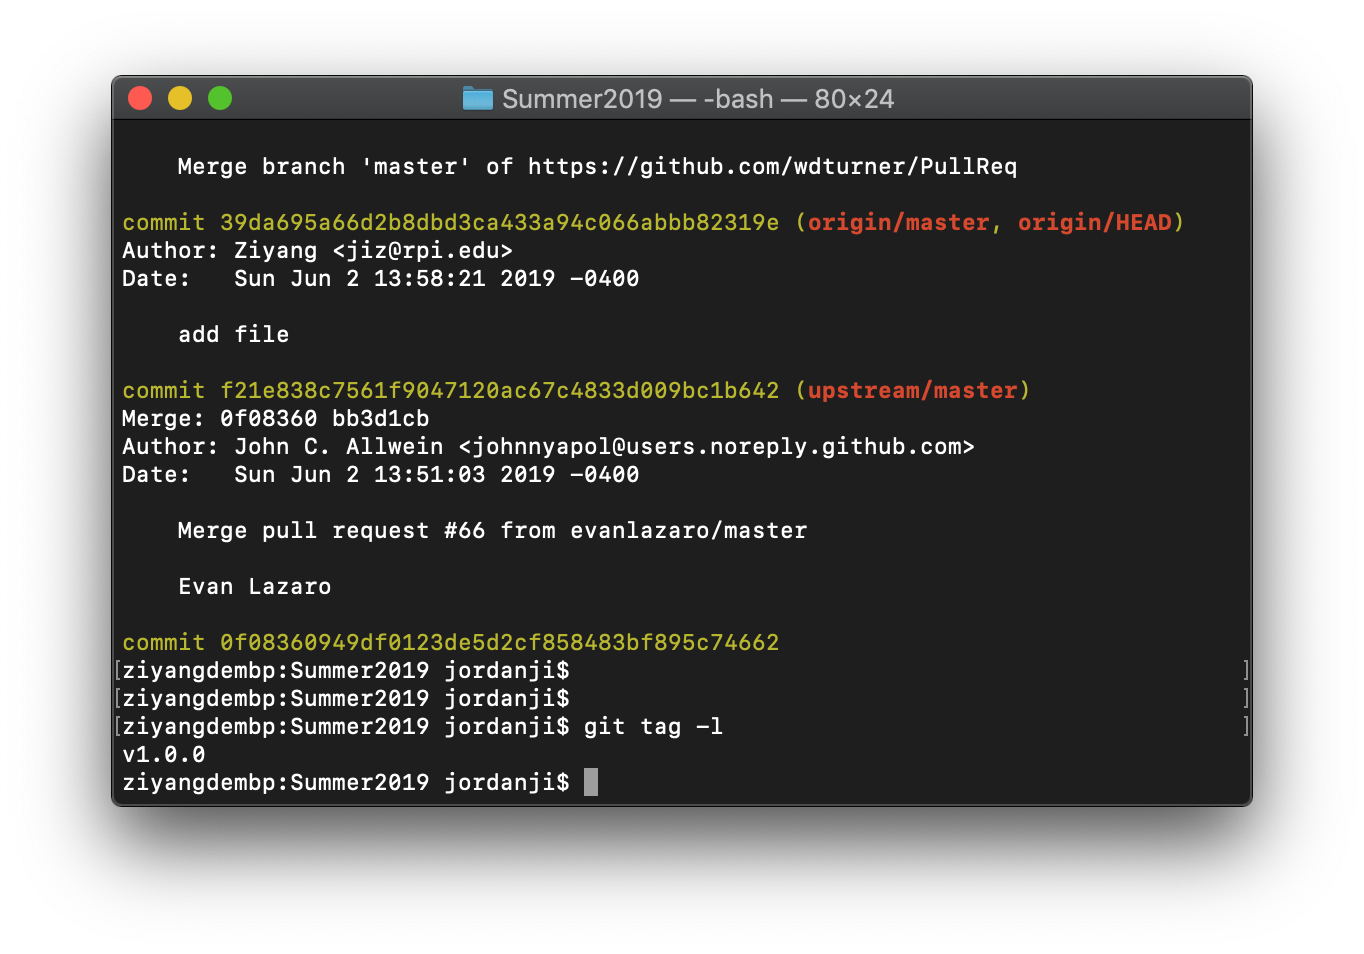 Summer2019 — -bash — 80×24
Merge branch 'master' of https://github.com/wdturner/PullReq
commit 39da695a66d2b8dbd3ca433a94c066abbb82319e (origin/master, origin/HEAD)
Author: Ziyang <jiz@rpi.edu>
Date:   Sun Jun 2 13:58:21 2019 -0400
add file
commit f21e838c7561f9047120ac67c4833d009bc1b642 (upstream/master)
Merge: 0f08360 bb3d1cb
Author: John C. Allwein <johnnyapol@users.noreply.github.com>
Date:   Sun Jun 2 13:51:03 2019 -0400
Merge pull request #66 from evanlazaro/master
Evan Lazaro
commit 0f08360949df0123de5d2cf858483bf895c74662
[ziyangdembp:Summer2019 jordanji$ ]
[ziyangdembp:Summer2019 jordanji$ ]
[ziyangdembp:Summer2019 jordanji$ git tag -l ]
v1.0.0
ziyangdembp:Summer2019 jordanji$